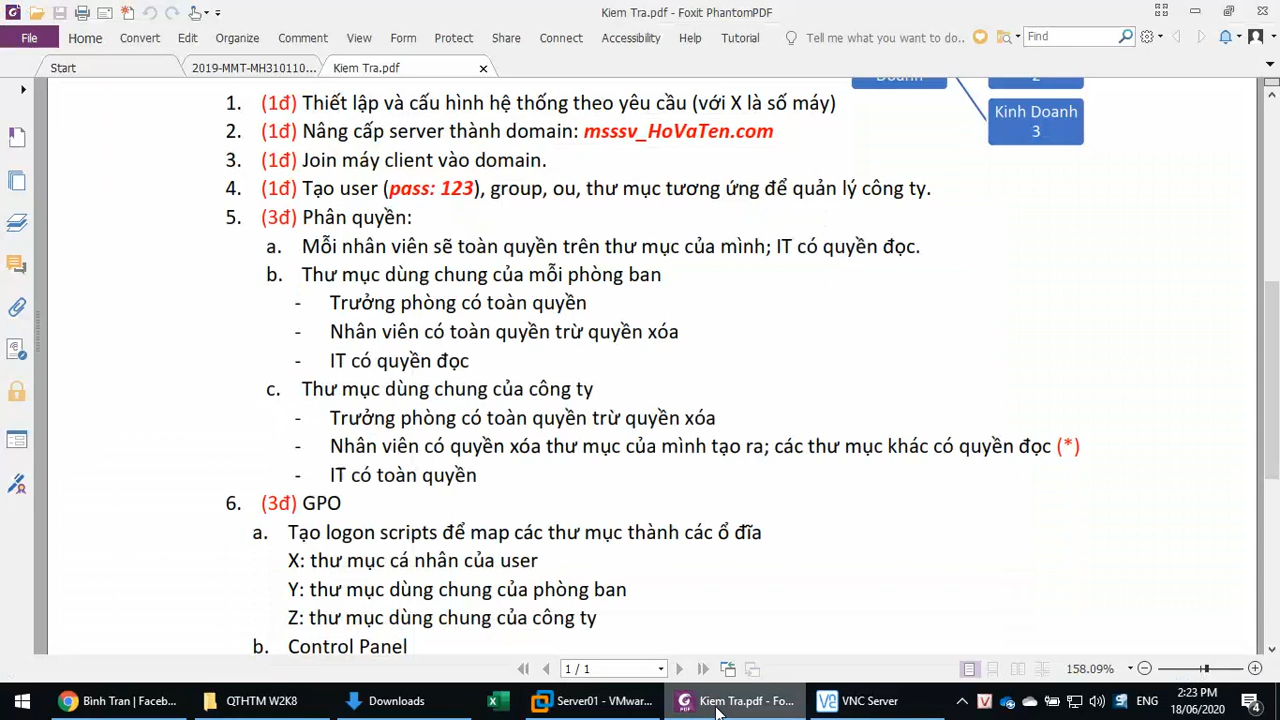 Kiem Tra.pdf - Foxit PhantomPDF
File Home Convert Edit Organize Comment View Form Protect Share Connect Accessibility Help Tutorial Tell me what you want to do.. Find
Start 2019-MMT-MH310110... Kiem Tra.pdf
Doanh
2
Kinh Doanh
3
1. (1đ) Thiết lập và cấu hình hệ thống theo yêu cầu (với X là số máy)
2. (1đ) Nâng cấp server thành domain: msssv_HoVaTen.com
3. (1đ) Join máy client vào domain.
4. (1đ) Tạo user (pass: 123), group, ou, thư mục tương ứng để quản lý công ty.
5. (3đ) Phân quyền:
a. Mỗi nhân viên sẽ toàn quyền trên thư mục của mình; IT có quyền đọc.
b. Thư mục dùng chung của mỗi phòng ban
- Trưởng phòng có toàn quyền
- Nhân viên có toàn quyền trừ quyền xóa
- IT có quyền đọc
c. Thư mục dùng chung của công ty
- Trưởng phòng có toàn quyền trừ quyền xóa
- Nhân viên có quyền xóa thư mục của mình tạo ra; các thư mục khác có quyền đọc (*)
- IT có toàn quyền
6. (3đ) GPO
a. Tạo logon scripts để map các thư mục thành các ổ đĩa
X: thư mục cá nhân của user
Y: thư mục dùng chung của phòng ban
Z: thư mục dùng chung của công ty
b. Control Panel
1 / 1 158.09%
Bình Tran | Faceb... QTHTM W2K8 Downloads Server01 - VMwar... Kiem Tra.pdf - Fo... VNC Server ENG 2:23 PM
18/06/2020